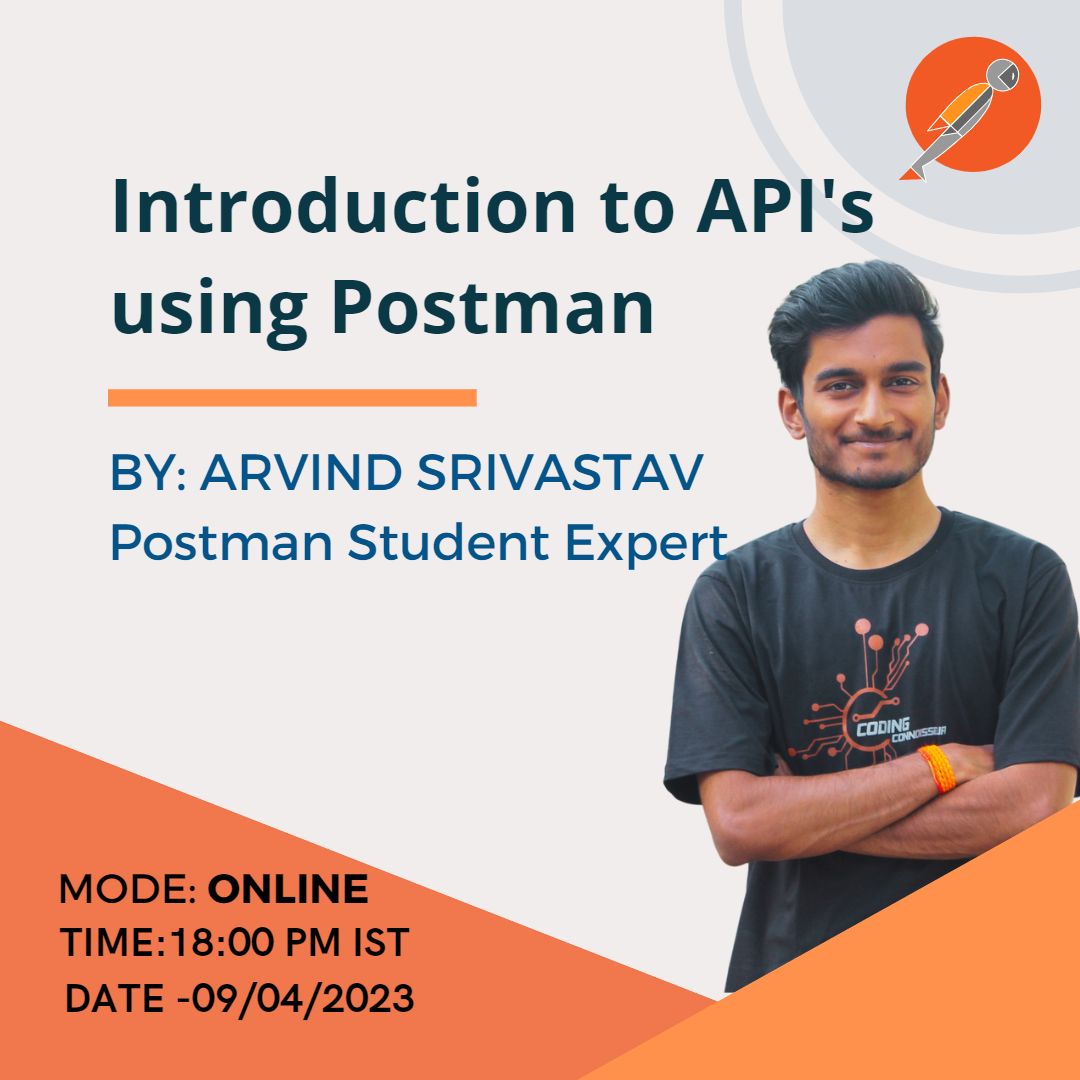 Introduction to API's
using Postman
BY: ARVIND SRIVASTAV
Postman Student Expert
CODING
CONNOISSEUR
MODE: ONLINE
TIME:18:00 PM IST
DATE -09/04/2023